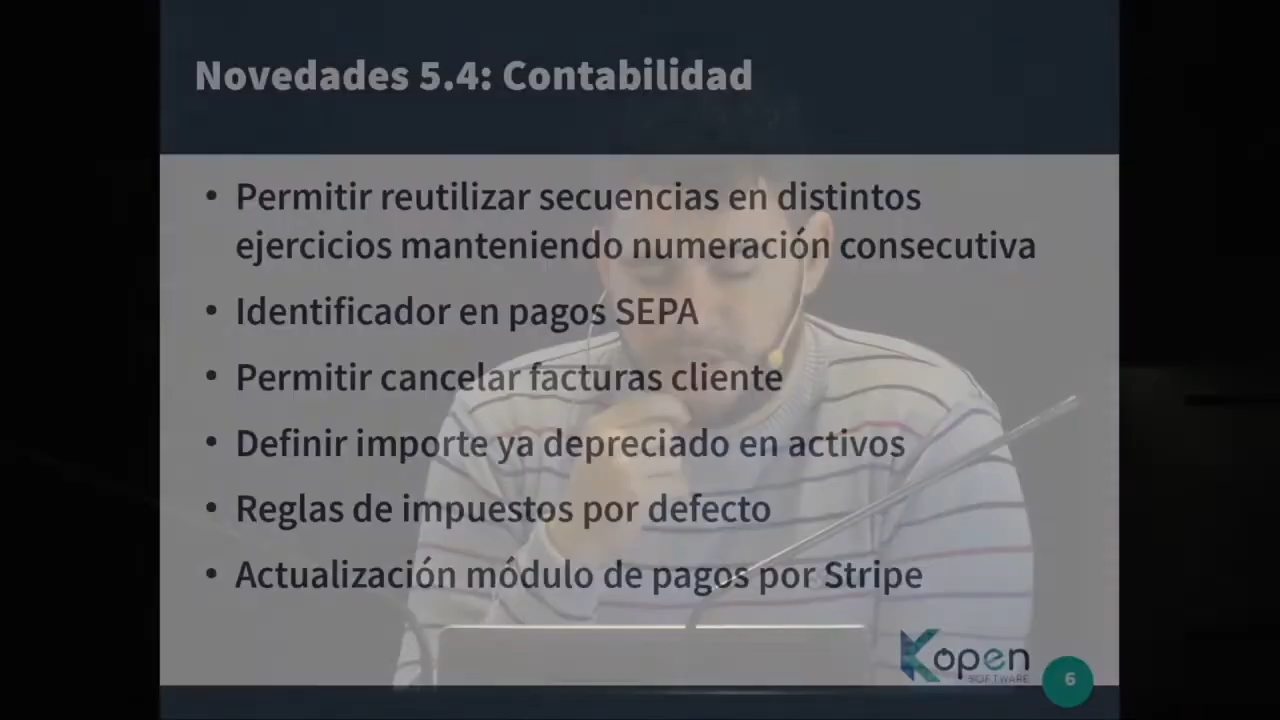 Novedades 5.4: Contabilidad
• Permitir reutilizar secuencias en distintos
ejercicios manteniendo numeración consecutiva
• Identificador en pagos SEPA
• Permitir cancelar facturas cliente
• Definir importe ya depreciado en activos
• Reglas de impuestos por defecto
• Actualización módulo de pagos por Stripe
Kopen
SOFTWARE
6